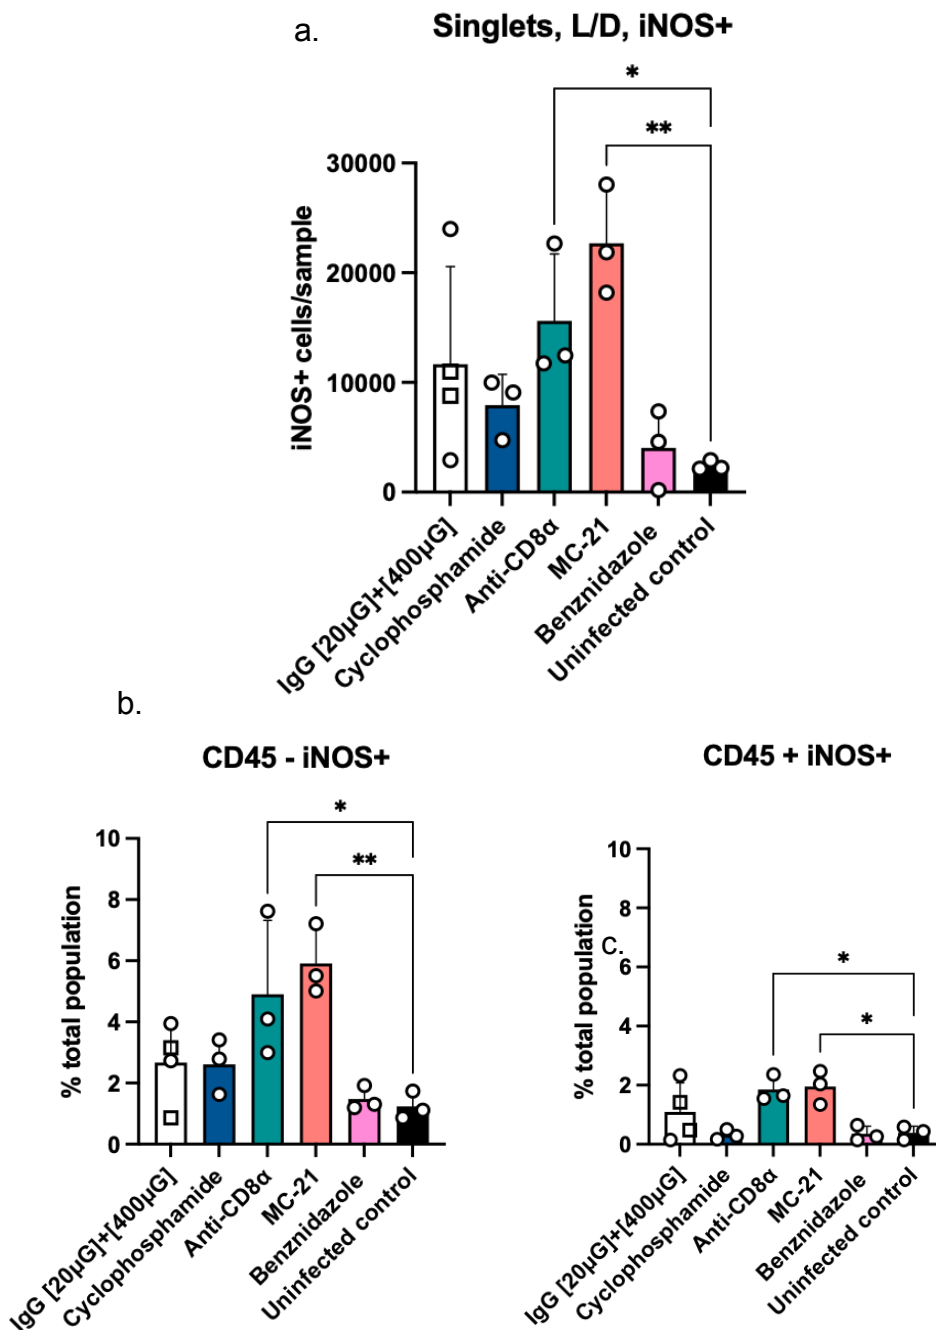 a.
Singlets, L/D, iNOS+
*
**
30000
20000
10000
0
iNOS+ cells/sample
IgG [20µG]+[400µG]
Cyclophosphamide
Anti-CD8α
MC-21
Benznidazole
Uninfected control
b.
CD45 - iNOS+
*
**
10
8
6
4
2
0
% total population
IgG [20µG]+[400µG]
Cyclophosphamide
Anti-CD8α
MC-21
Benznidazole
Uninfected control
CD45 + iNOS+
c.
*
*
10
8
6
4
2
0
% total population
IgG [20µG]+[400µG]
Cyclophosphamide
Anti-CD8α
MC-21
Benznidazole
Uninfected control